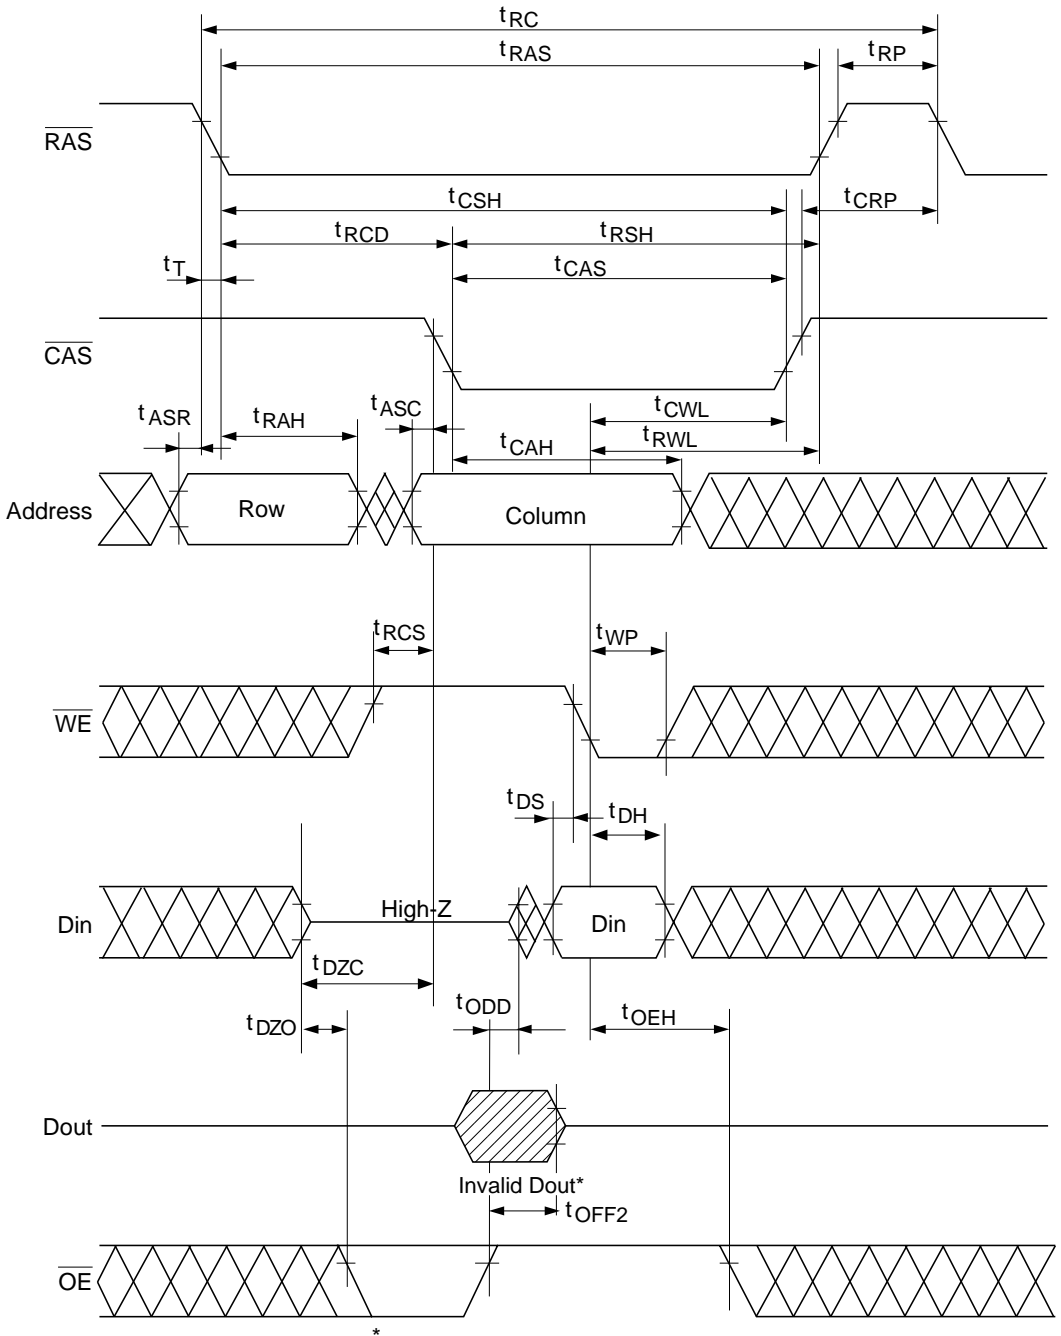 tRC
tRAS
tRP
RAS
tCSH
tCRP
tRCD
tRSH
tT
tCAS
CAS
tASR
tRAH
tASC
tCWL
tCAH
tRWL
Address
Row
Column
tRCS
tWP
WE
tDS
tDH
Din
High-Z
Din
tDZC
tODD
tDZO
tOEH
Dout
Invalid Dout*
tOFF2
OE
*